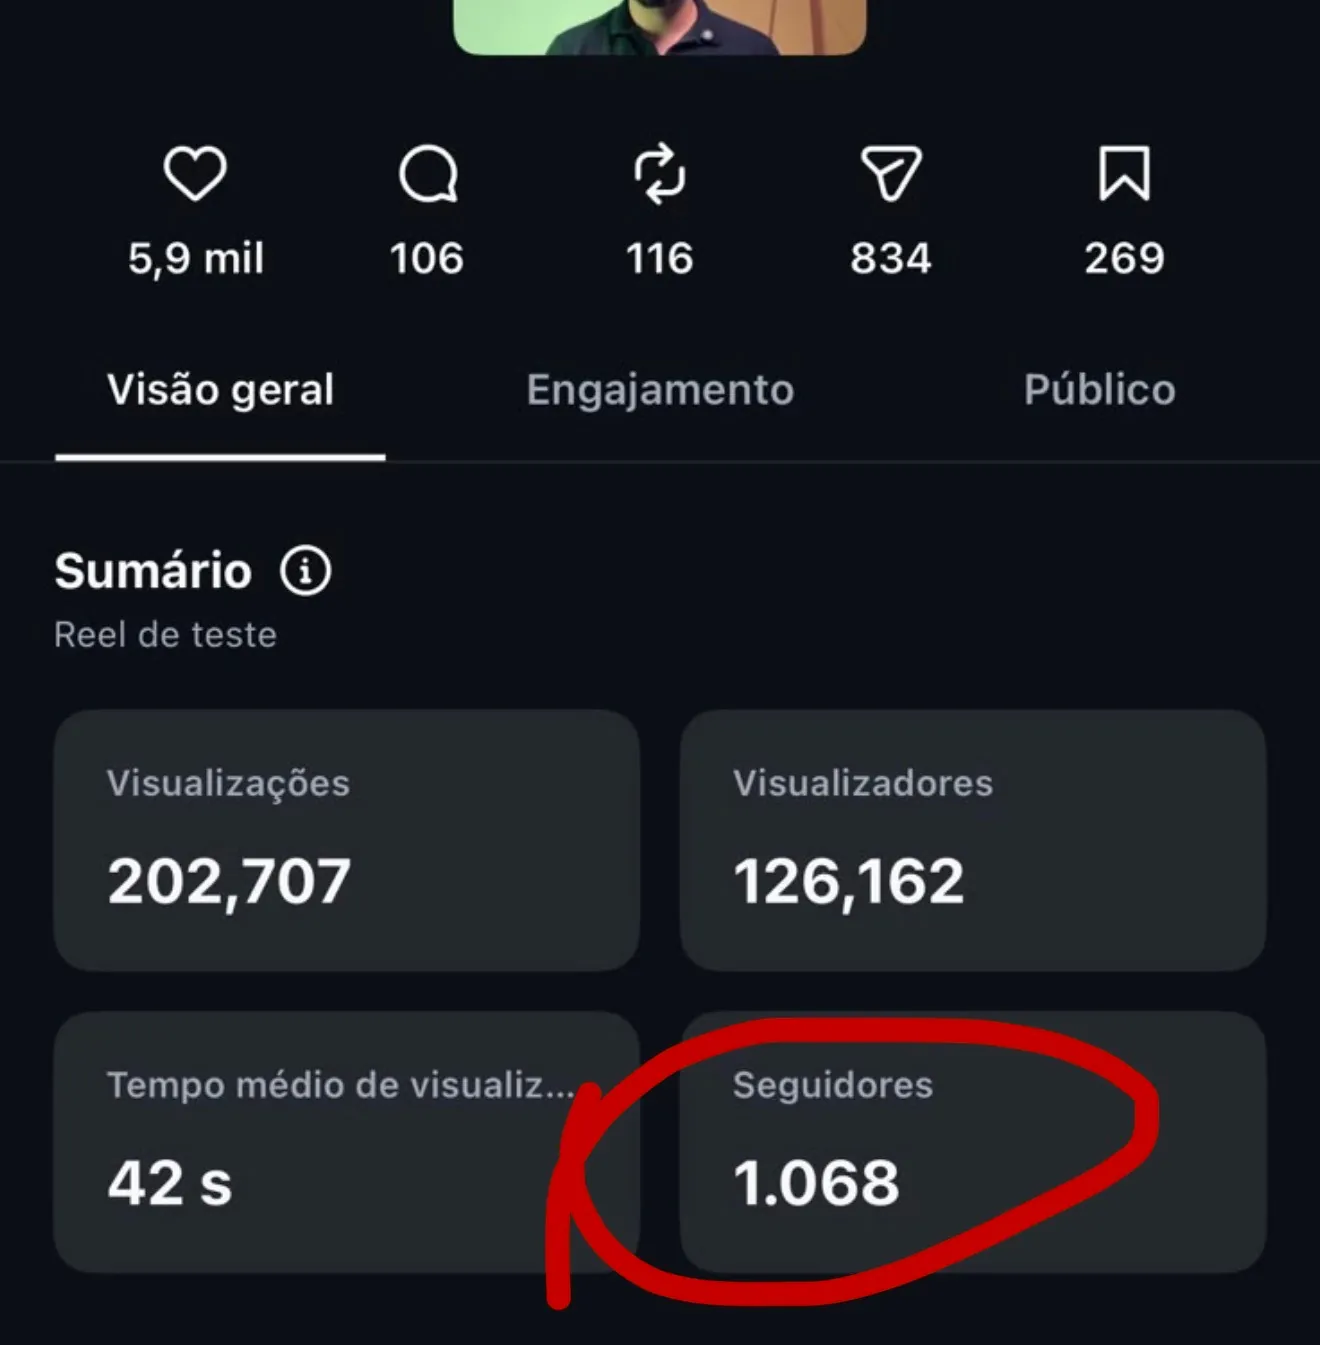 5,9 mil 106 116 834 269
Visão geral Engajamento Público
Sumário
Reel de teste
Visualizações Visualizadores
202,707 126,162
Tempo médio de visualiz... Seguidores
42 s 1.068